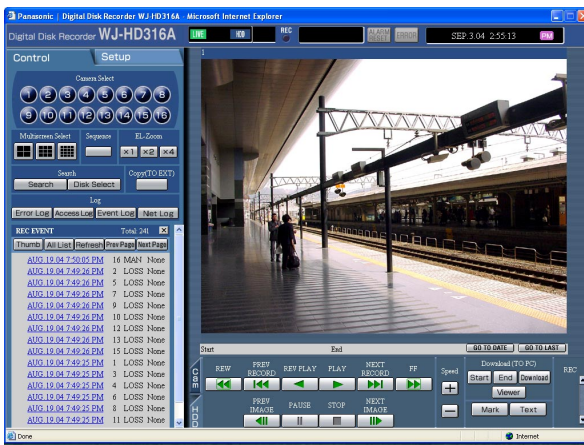 Panasonic | Digital Disk Recorder WJ-HD316A - Microsoft Internet Explorer
Digital Disk Recorder WJ-HD316A
LIVE HDD REC ALARM RESET ERROR SEP.3.04 2:55:13 PM
Control Setup
1
Camera Select
1 2 3 4 5 6 7 8
9 10 11 12 13 14 15 16
Multiscreen Select Sequence EL-Zoom
×1 ×2 ×4
Search Copy(TO EXT)
Search Disk Select
Log
Error Log Access Log Event Log Net Log
REC EVENT Total: 241
Thumb All List Refresh Prev Page Next Page
AUG.19.04 7:50:05 PM 16 MAN None
AUG.19.04 7:49:26 PM 2 LOSS None
AUG.19.04 7:49:26 PM 5 LOSS None
AUG.19.04 7:49:26 PM 7 LOSS None
AUG.19.04 7:49:26 PM 9 LOSS None
AUG.19.04 7:49:26 PM 10 LOSS None
AUG.19.04 7:49:26 PM 12 LOSS None
AUG.19.04 7:49:26 PM 13 LOSS None
AUG.19.04 7:49:26 PM 15 LOSS None
AUG.19.04 7:49:25 PM 1 LOSS None
AUG.19.04 7:49:25 PM 3 LOSS None
AUG.19.04 7:49:25 PM 4 LOSS None
AUG.19.04 7:49:25 PM 6 LOSS None
AUG.19.04 7:49:25 PM 8 LOSS None
AUG.19.04 7:49:25 PM 11 LOSS None
Start End GO TO DATE GO TO LAST
Cam
HDD
REW PREV RECORD REV PLAY PLAY NEXT RECORD FF
PREV IMAGE PAUSE STOP NEXT IMAGE
Speed
Download (TO PC)
Start End Download
Viewer
Mark Text
REC
Done Internet